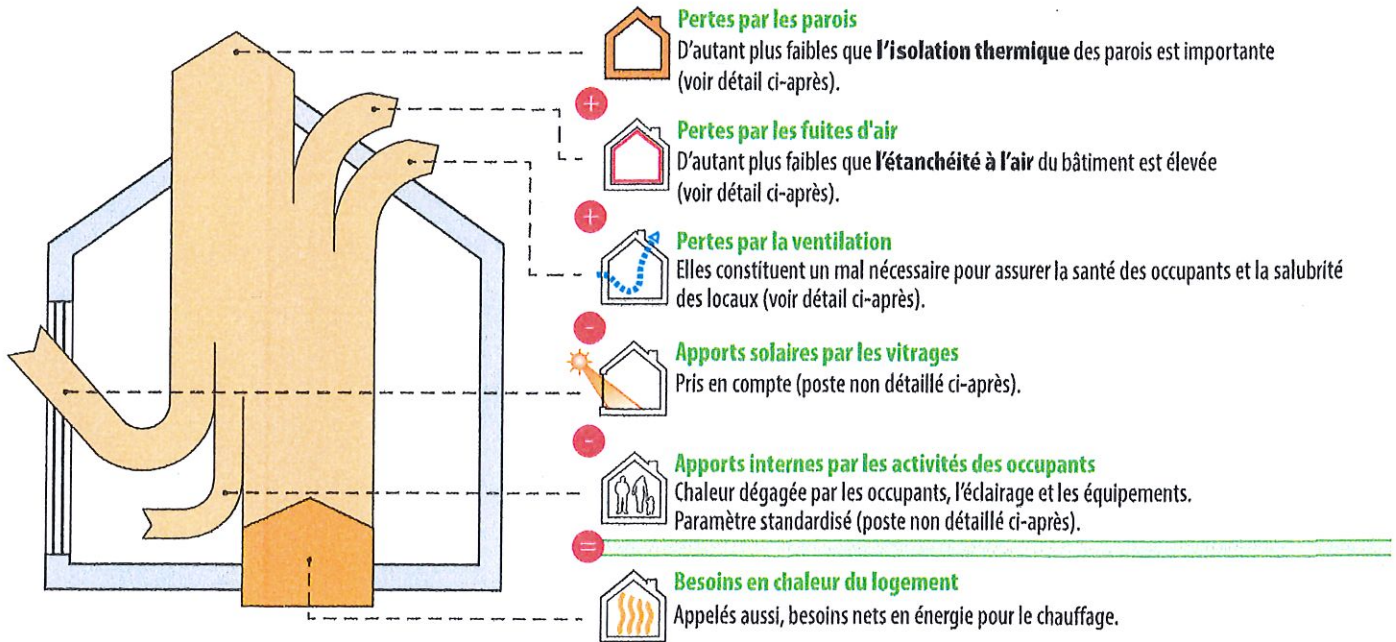 Pertes par les parois
D'autant plus faibles que l'isolation thermique des parois est importante
(voir détail ci-après).
+
Pertes par les fuites d'air
D'autant plus faibles que l'étanchéité à l'air du bâtiment est élevée
(voir détail ci-après).
+
Pertes par la ventilation
Elles constituent un mal nécessaire pour assurer la santé des occupants et la salubrité
des locaux (voir détail ci-après).
-
Apports solaires par les vitrages
Pris en compte (poste non détaillé ci-après).
-
Apports internes par les activités des occupants
Chaleur dégagée par les occupants, l'éclairage et les équipements.
Paramètre standardisé (poste non détaillé ci-après).
=
Besoins en chaleur du logement
Appelés aussi, besoins nets en énergie pour le chauffage.